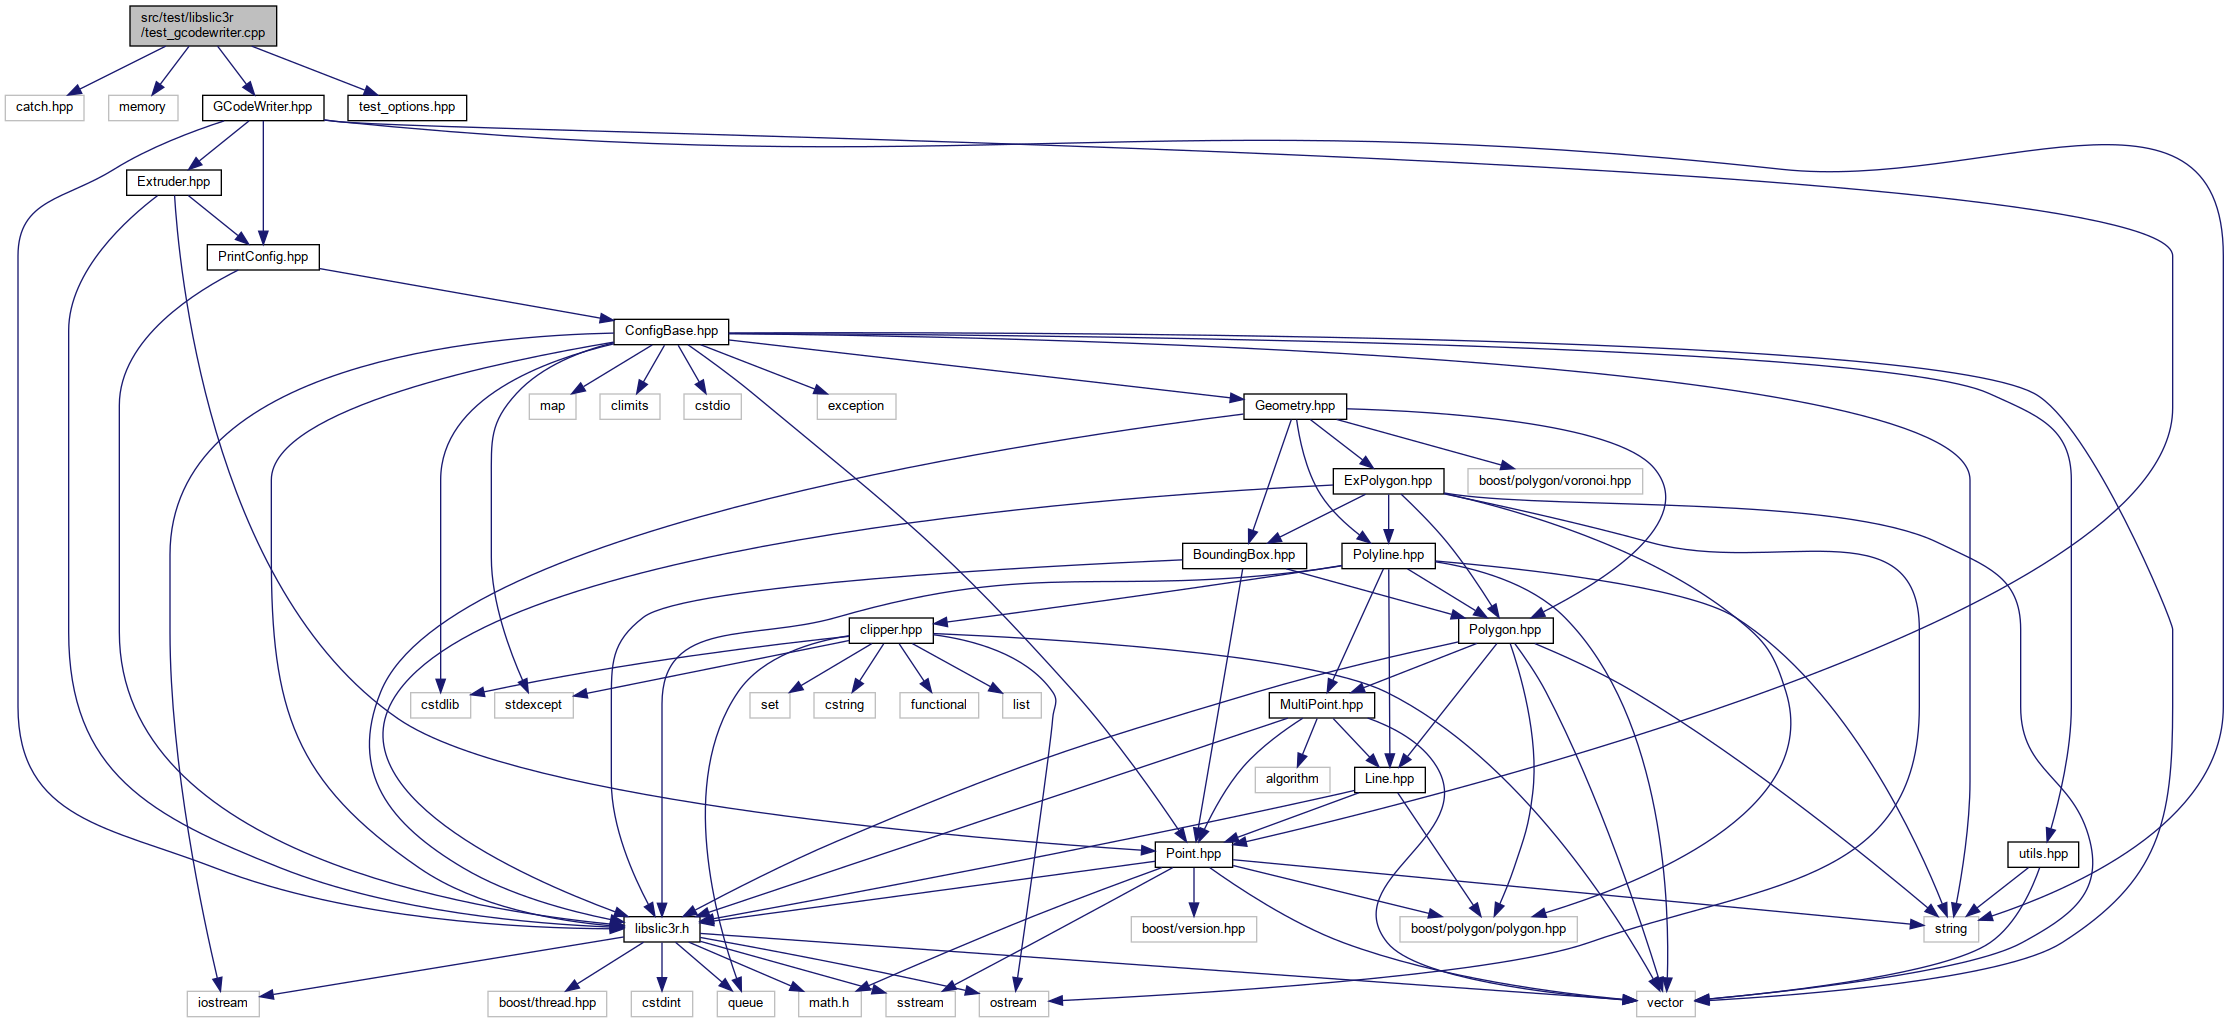 src/test/libslic3r
/test_gcodewriter.cpp
catch.hpp
memory
GCodeWriter.hpp
test_options.hpp
Extruder.hpp
PrintConfig.hpp
ConfigBase.hpp
map
climits
cstdio
exception
Geometry.hpp
ExPolygon.hpp
boost/polygon/voronoi.hpp
BoundingBox.hpp
Polyline.hpp
clipper.hpp
Polygon.hpp
cstdlib
stdexcept
set
cstring
functional
list
MultiPoint.hpp
algorithm
Line.hpp
Point.hpp
utils.hpp
libslic3r.h
boost/version.hpp
boost/polygon/polygon.hpp
string
iostream
boost/thread.hpp
cstdint
queue
math.h
sstream
ostream
vector